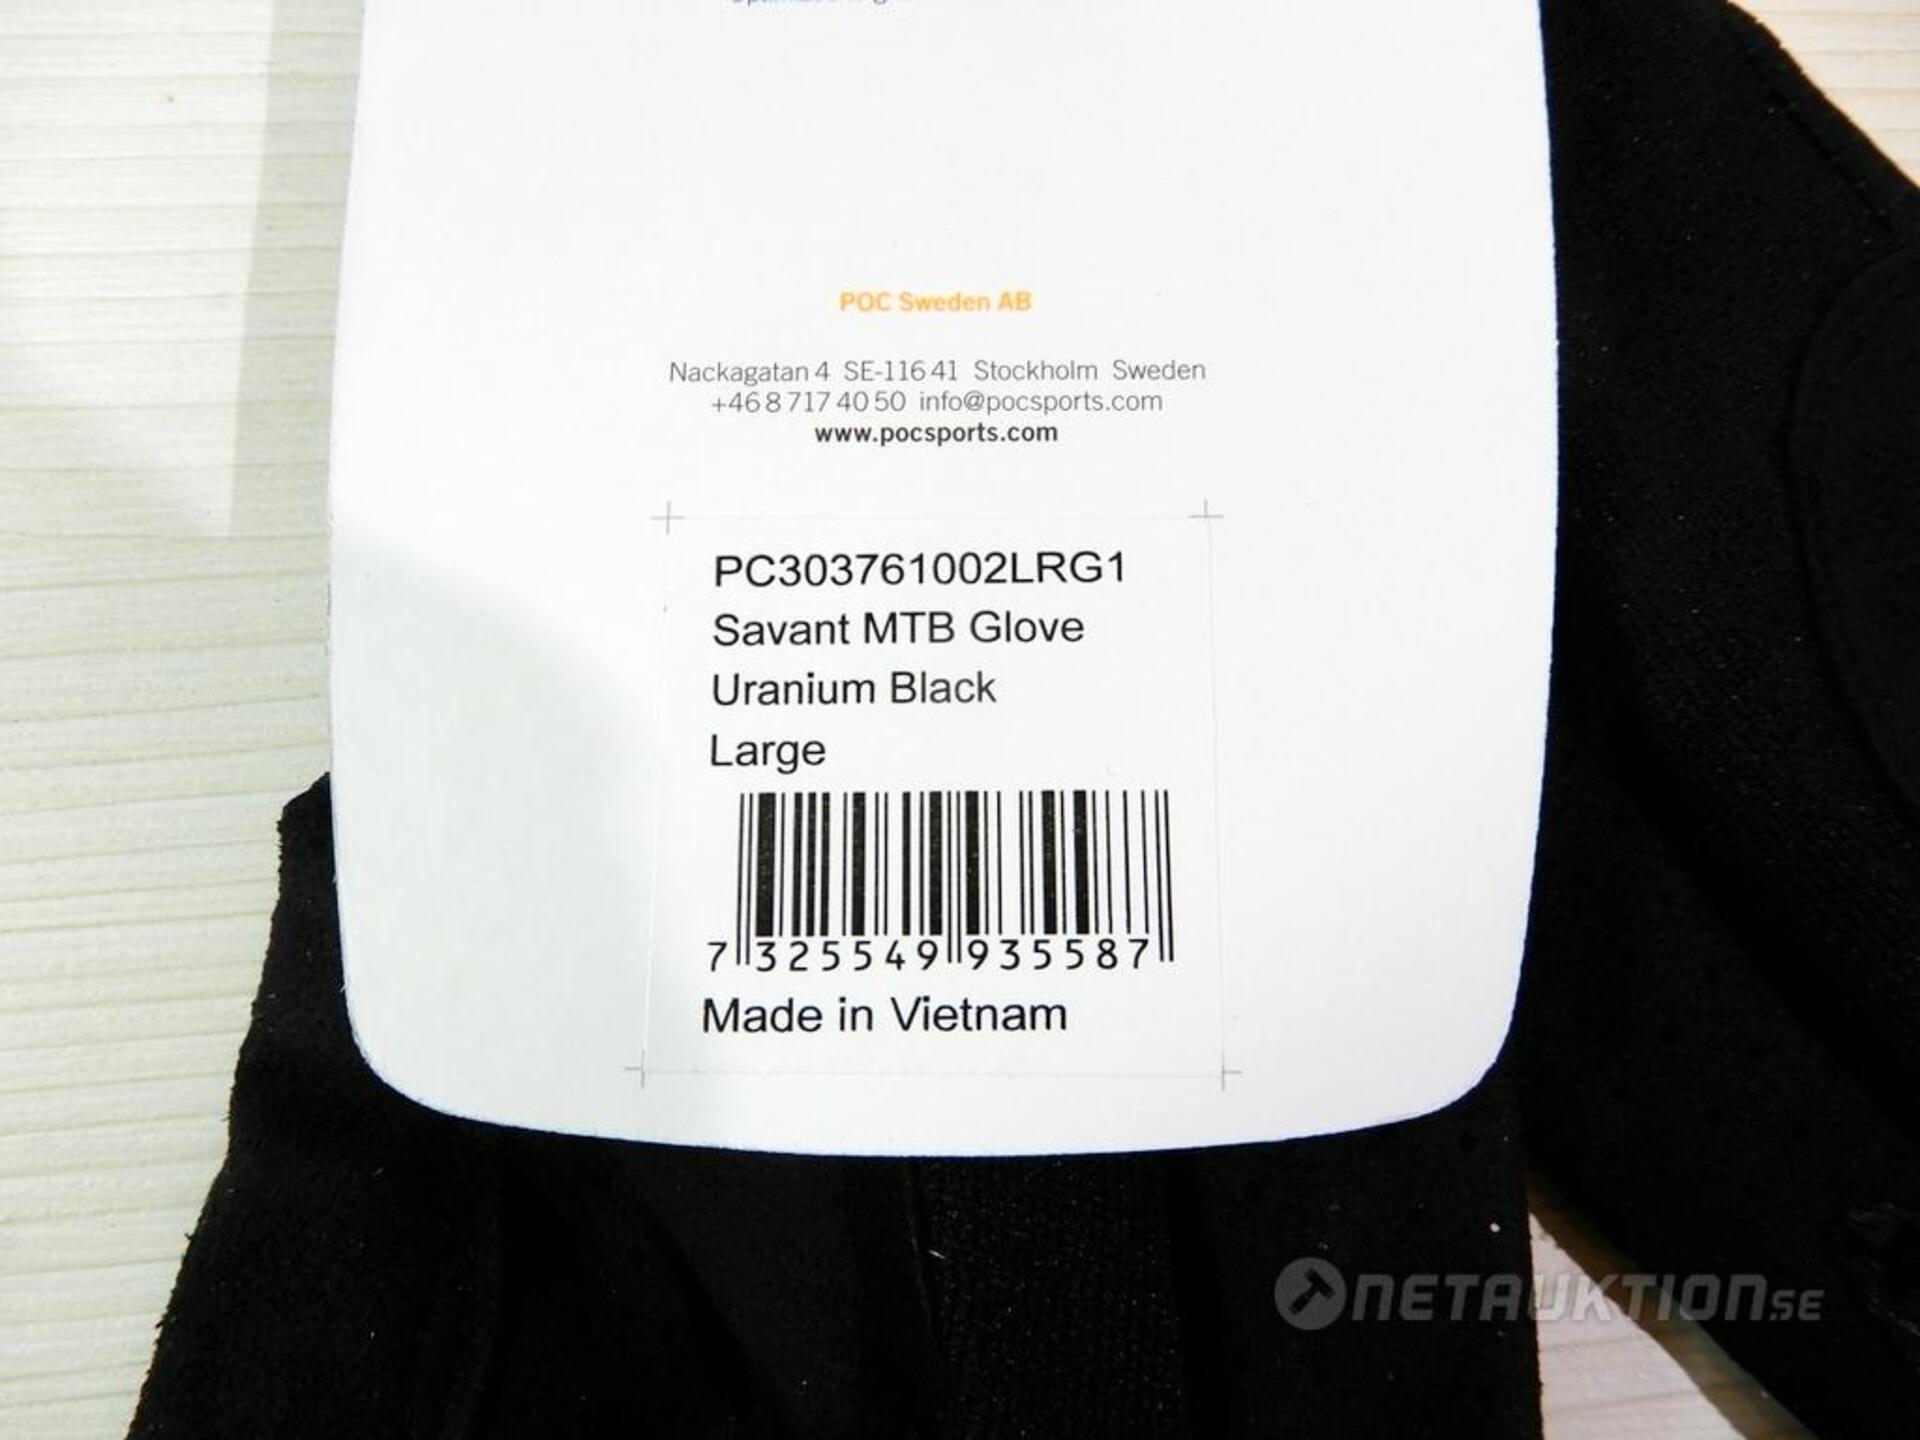 POC Sweden AB
Nackagatan 4 SE-116 41 Stockholm Sweden
+46 8 717 40 50 info@pocsports.com
www.pocsports.com
PC303761002LRG1
Savant MTB Glove
Uranium Black
Large
7 325549 935587
Made in Vietnam
NETAUKTION.SE